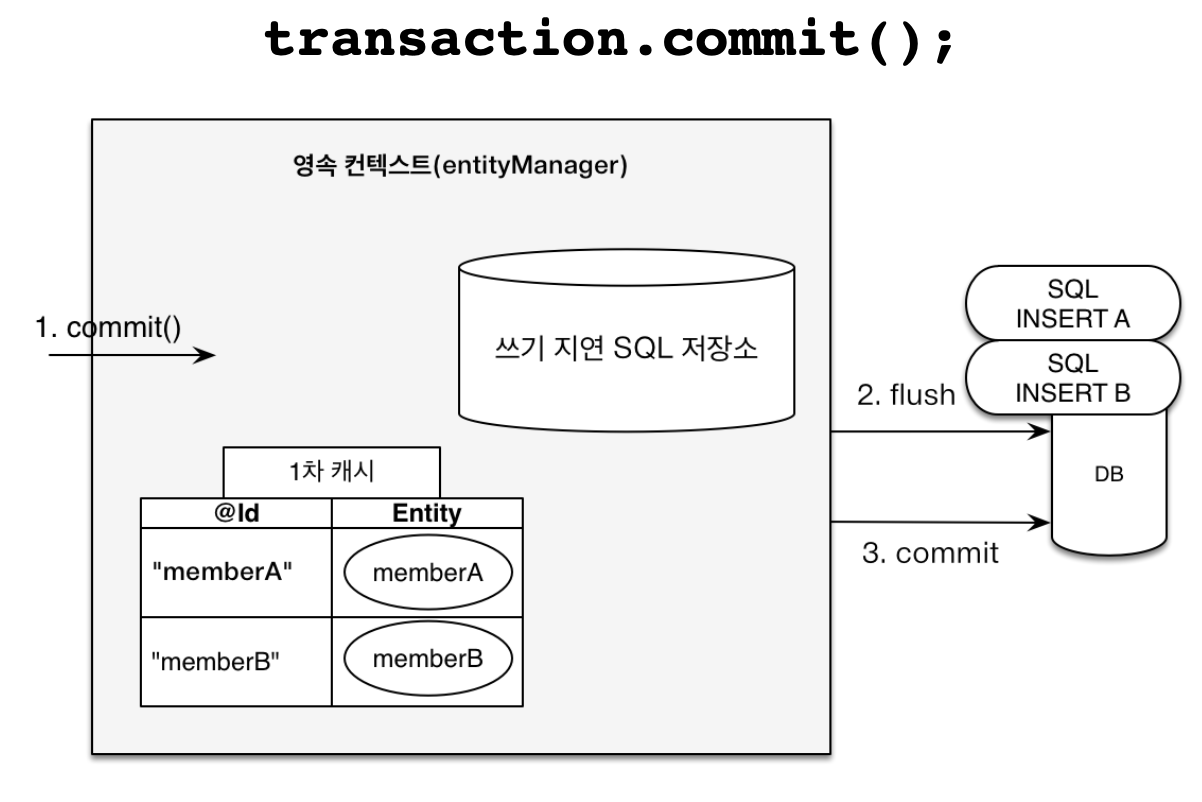 transaction.commit();
영속 컨텍스트(entityManager)
1. commit()
쓰기 지연 SQL 저장소
SQL
INSERT A
SQL
INSERT B
2. flush
DB
3. commit
1차 캐시
@Id Entity
"memberA" memberA
"memberB" memberB